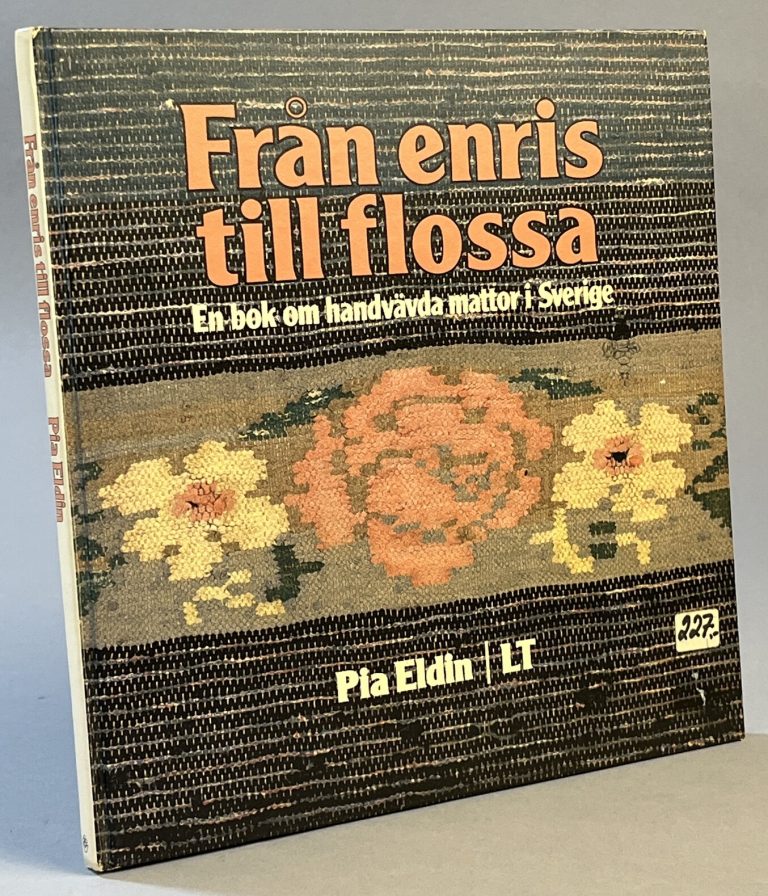 Från enris
till flossa
En bok om handvävda mattor i Sverige
Pia Eldin | LT
227:-
Från enris till flossa Pia Eldin